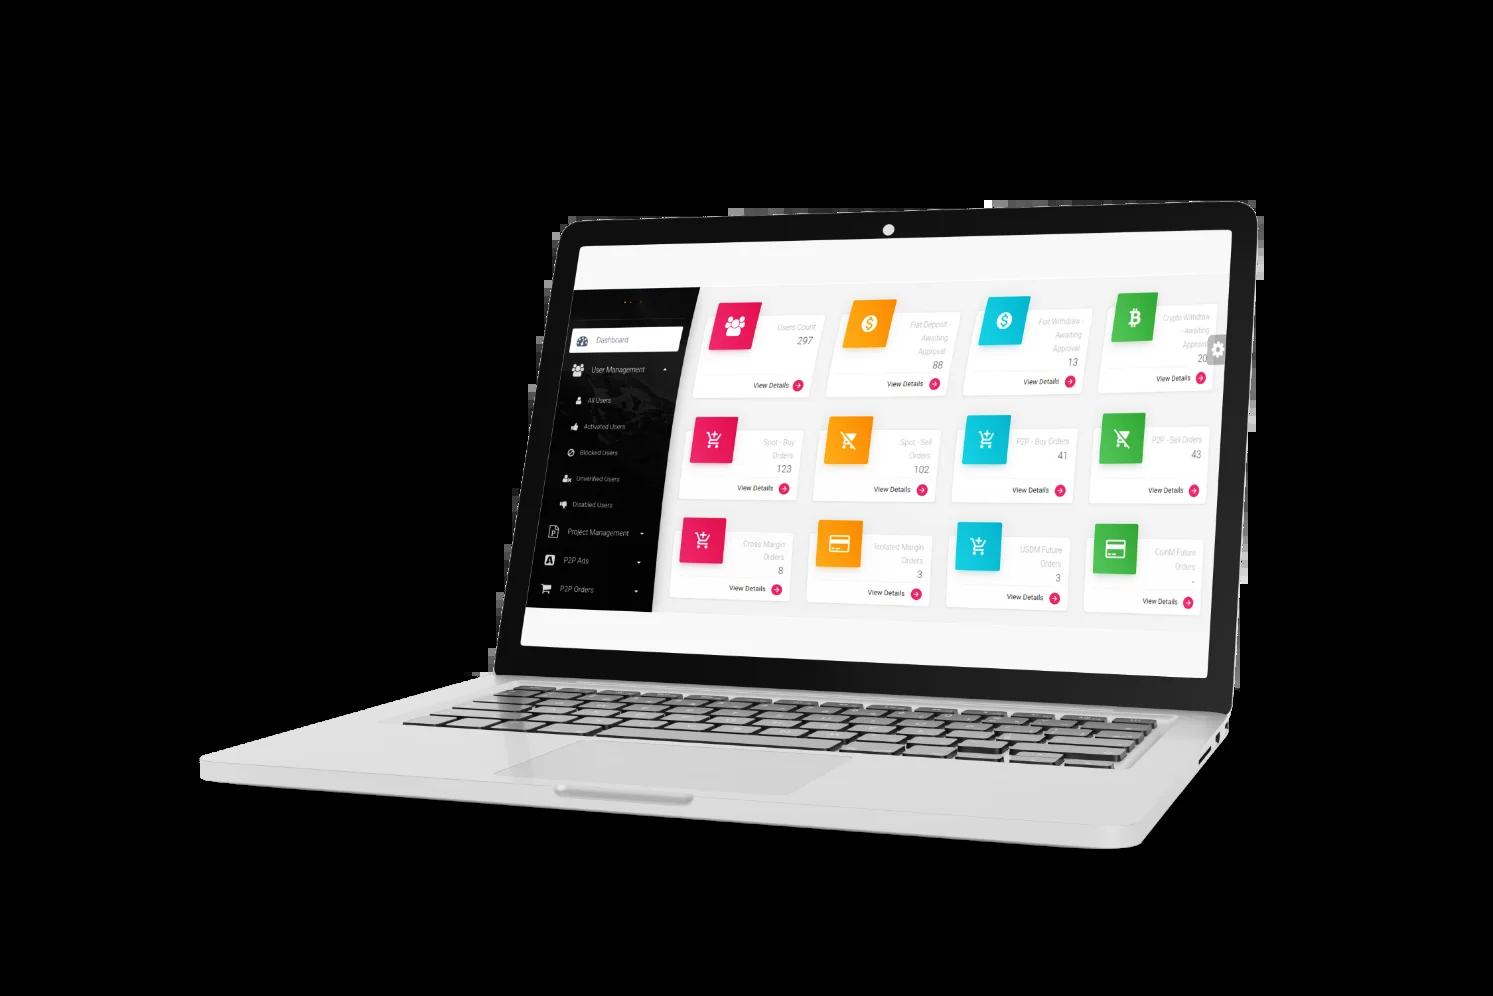 Dashboard
User Management
All Users
Activated Users
Blocked Users
Unverified Users
Disabled Users
Project Management
P2P Ads
P2P Orders
Users Count
297
View Details
Fiat Deposit -
Awaiting
Approval
88
View Details
Fiat Withdraw -
Awaiting
Approval
13
View Details
Crypto Withdraw
- Awaiting
Approval
20
View Details
Spot - Buy
Orders
123
View Details
Spot - Sell
Orders
102
View Details
P2P - Buy Orders
41
View Details
P2P - Sell Orders
43
View Details
Cross Margin
Orders
8
View Details
Isolated Margin
Orders
3
View Details
USDM Future
Orders
3
View Details
CoinM Future
Orders
-
View Details